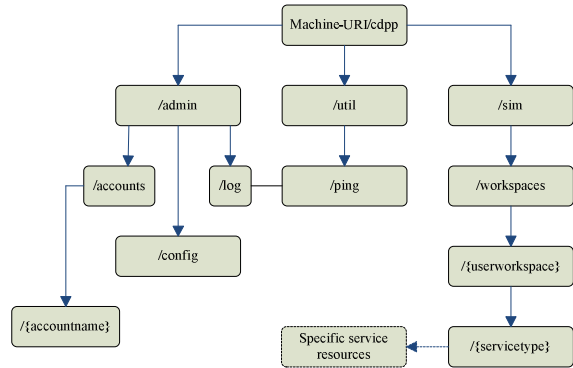 Machine-URI/cdpp
/admin
/util
/sim
/accounts
/log
/ping
/workspaces
/config
/{userworkspace}
/{accountname}
Specific service
resources
/{servicetype}